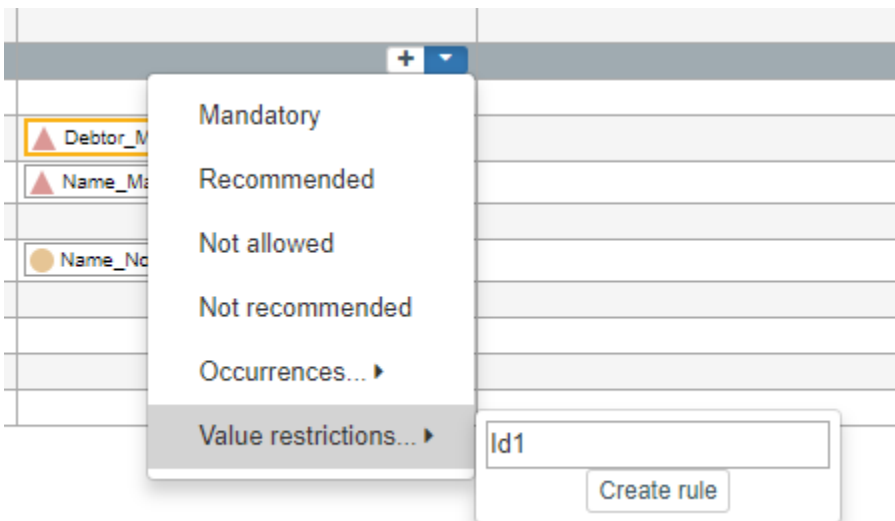 +
Mandatory
Debtor_M
Recommended
Name_Ma
Not allowed
Name_No
Not recommended
Occurrences...
Value restrictions...
Id1
Create rule